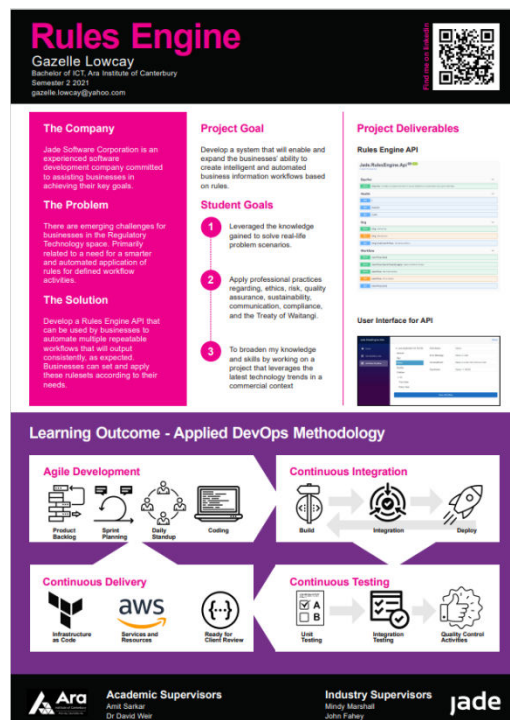 Rules Engine
Gazelle Lowcay
Bachelor of ICT, Ara Institute of Canterbury
Semester 2 2021
gazelle.lowcay@yahoo.com
Find me on linkedin
The Company
Jade Software Corporation is an
experienced software
development company committed
to assisting businesses in
achieving their key goals.
The Problem
There are emerging challenges for
businesses in the Regulatory
Technology space. Primarily
related to a need for a smarter
and automated application of
rules for defined workflow
activities.
The Solution
Develop a Rules Engine API that
can be used by businesses to
automate multiple repeatable
workflows that will output
consistently, as expected.
Businesses can set and apply
these rulesets according to their
needs.
Project Goal
Develop a system that will enable and
expand the businesses' ability to
create intelligent and automated
business information workflows based
on rules.
Student Goals
1
Leveraged the knowledge
gained to solve real-life
problem scenarios.
2
Apply professional practices
regarding, ethics, risk, quality
assurance, sustainability,
communication, compliance,
and the Treaty of Waitangi.
3
To broaden my knowledge
and skills by working on a
project that leverages the
latest technology trends in a
commercial context
Project Deliverables
Rules Engine API
Jade.RulesEngine.Api
User Interface for API
Learning Outcome - Applied DevOps Methodology
Agile Development
Product
Backlog
Sprint
Planning
Daily
Standup
Coding
Continuous Integration
Build
Integration
Deploy
Continuous Delivery
Infrastructure
as Code
aws
Services and
Resources
{···}
Ready for
Client Review
Continuous Testing
A
B
Unit
Testing
Integration
Testing
Quality Control
Activities
Ara
Academic Supervisors
Amit Sarkar
Dr David Weir
Industry Supervisors
Mindy Marshall
John Fahey
jade